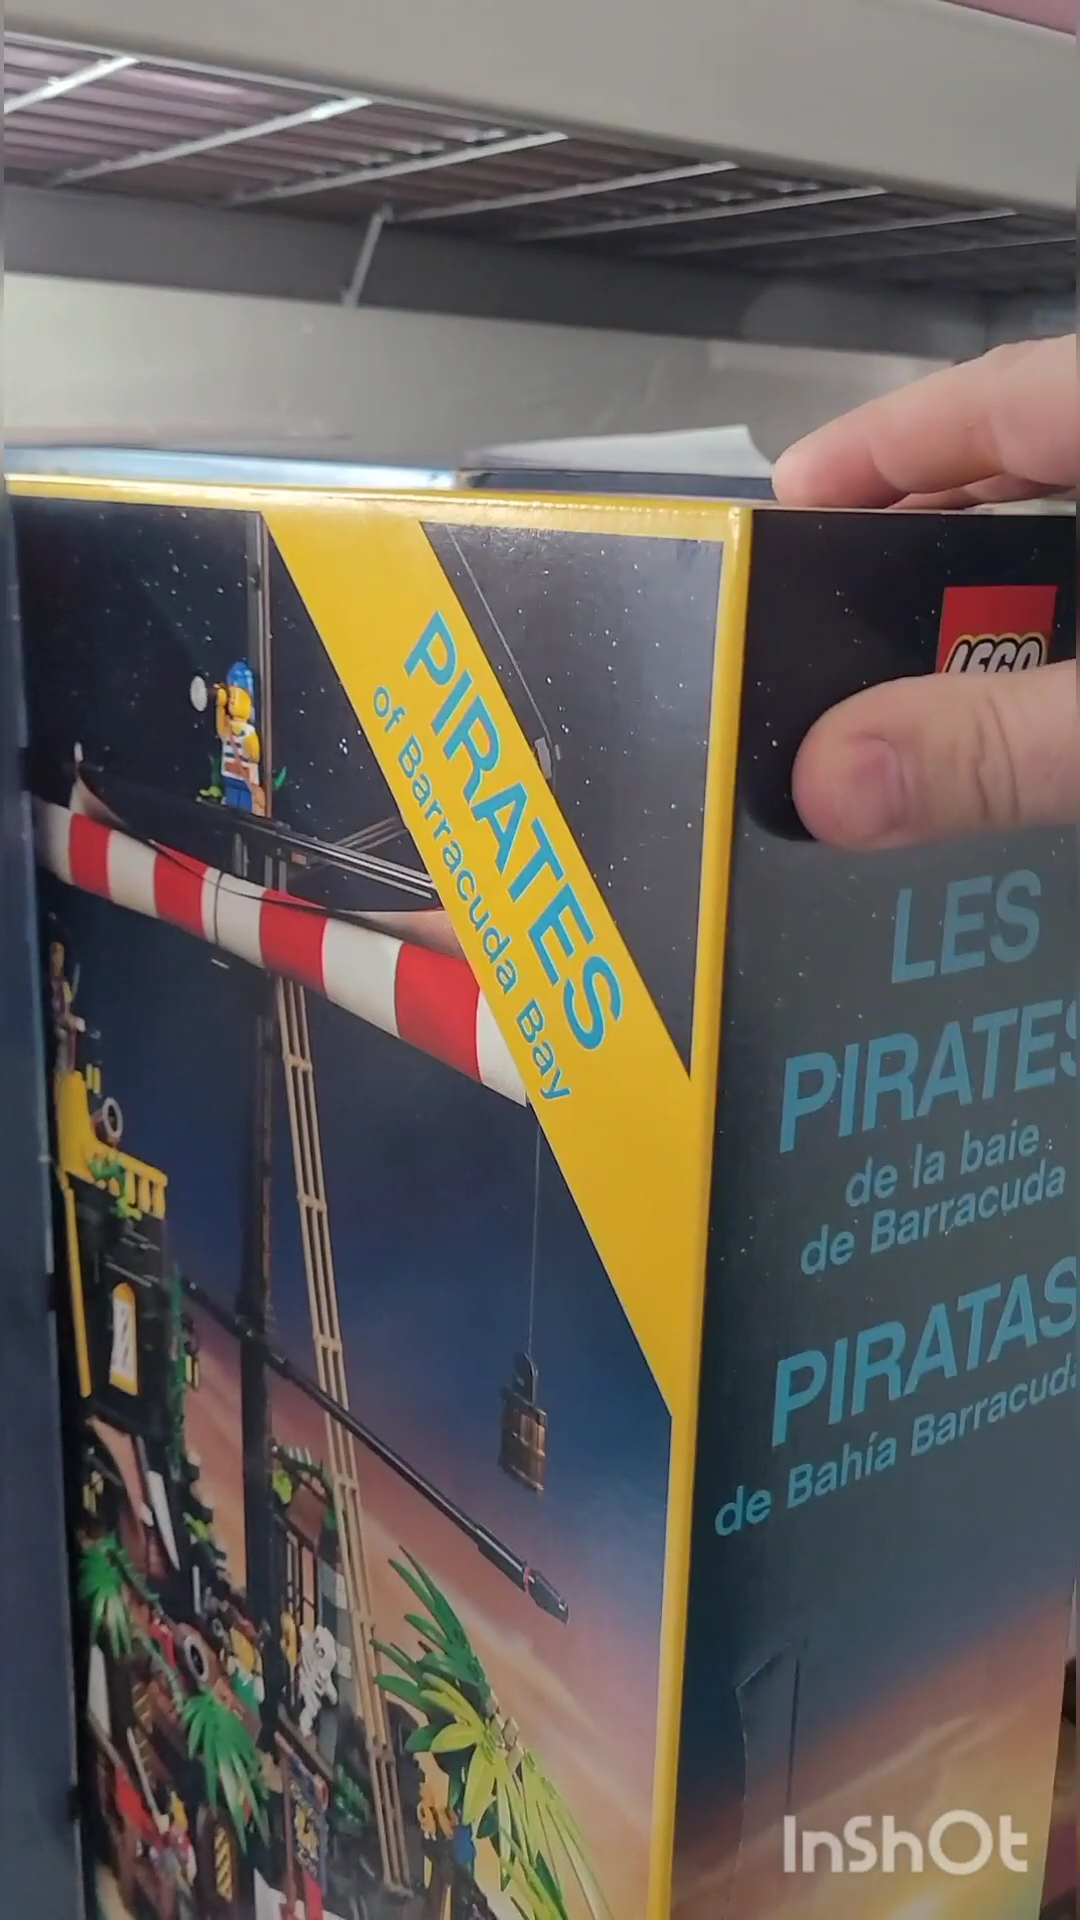 PIRATES
of Barracuda Bay
LEGO
LES
PIRATES
de la baie
de Barracuda
PIRATAS
de Bahía Barracuda
InShOt